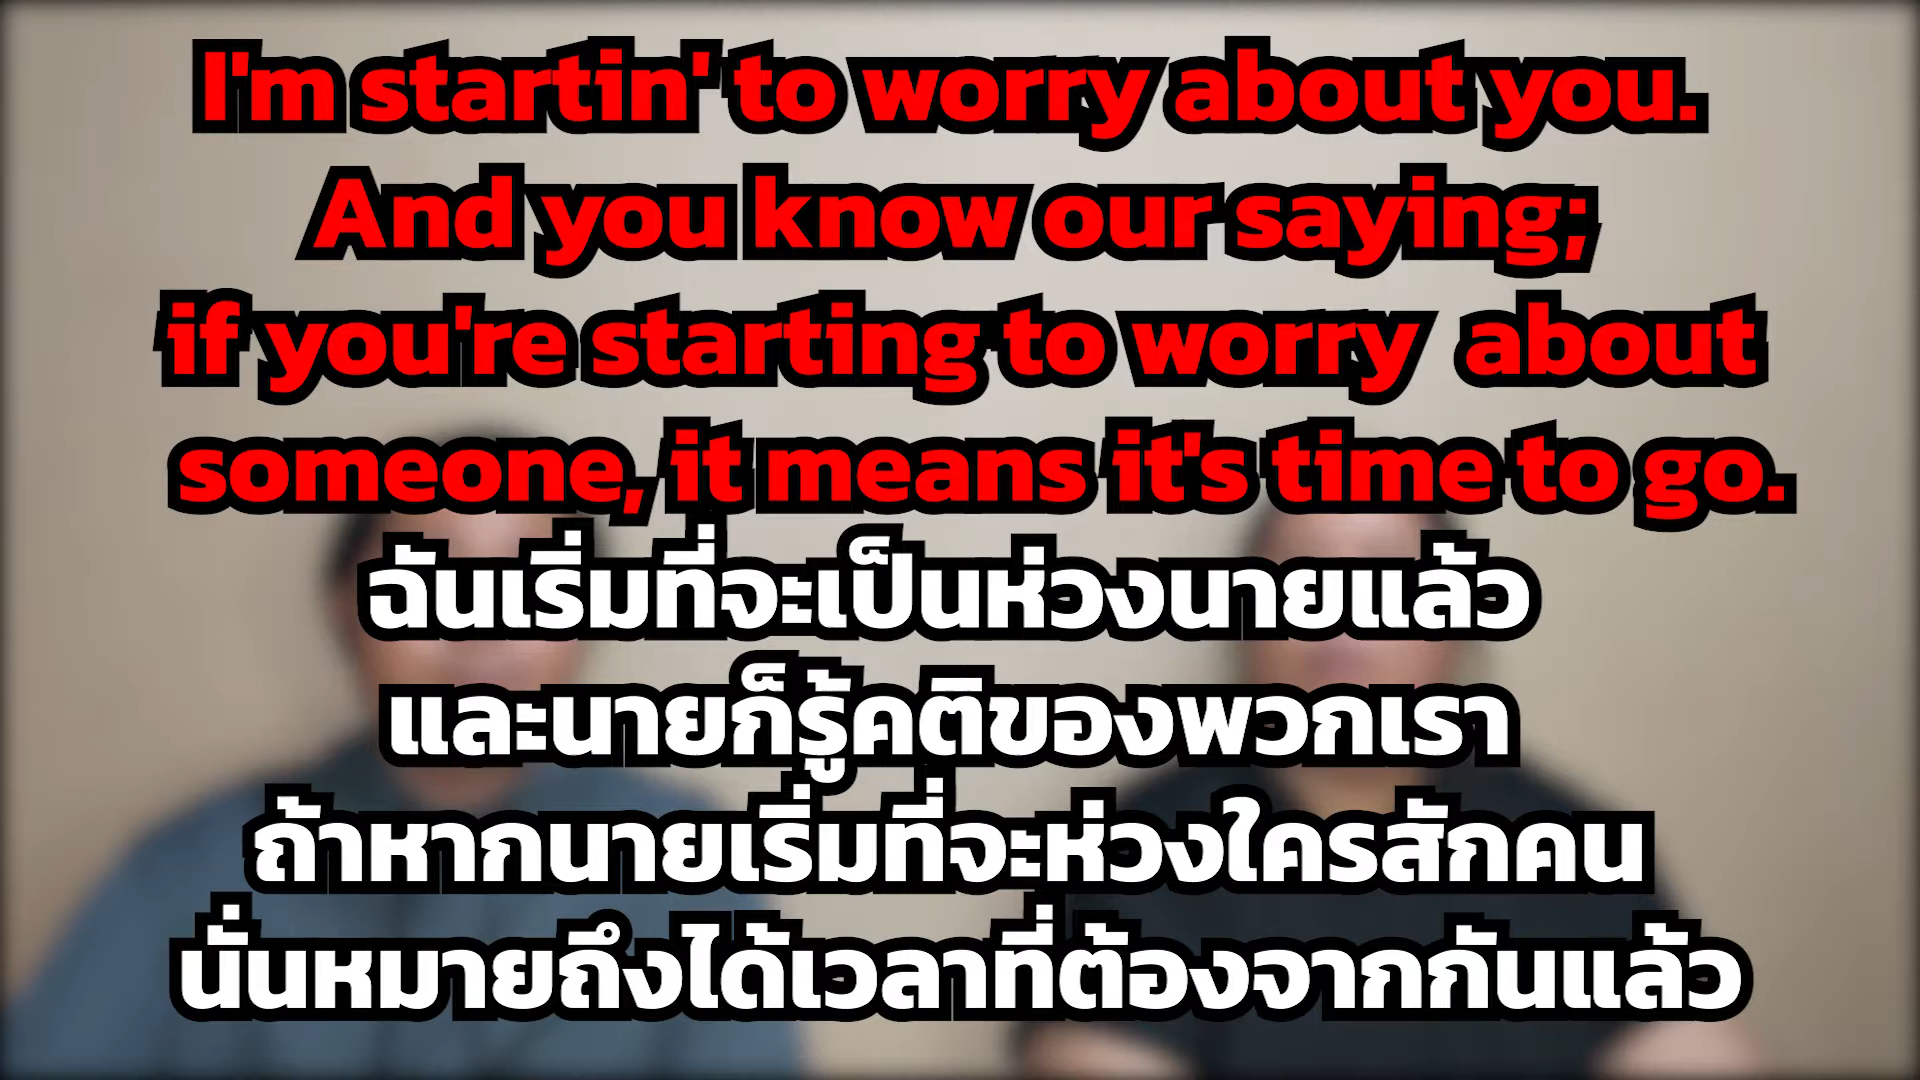 I'm startin' to worry about you.
And you know our saying;
if you're starting to worry about
someone, it means it's time to go.
ฉันเริ่มที่จะเป็นห่วงนายแล้ว
และนายก็รู้คติของพวกเรา
ถ้าหากนายเริ่มที่จะห่วงใครสักคน
นั่นหมายถึงได้เวลาที่ต้องจากกันแล้ว